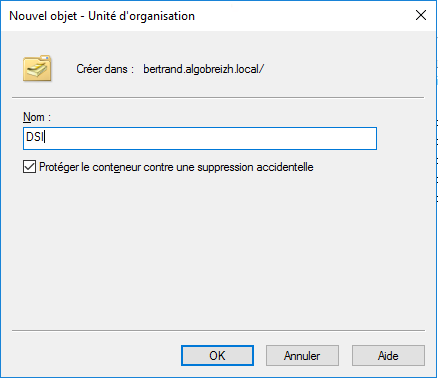 Nouvel objet - Unité d'organisation
Créer dans : bertrand.algobreizh.local/
Nom :
DSI
Protéger le conteneur contre une suppression accidentelle
OK Annuler Aide